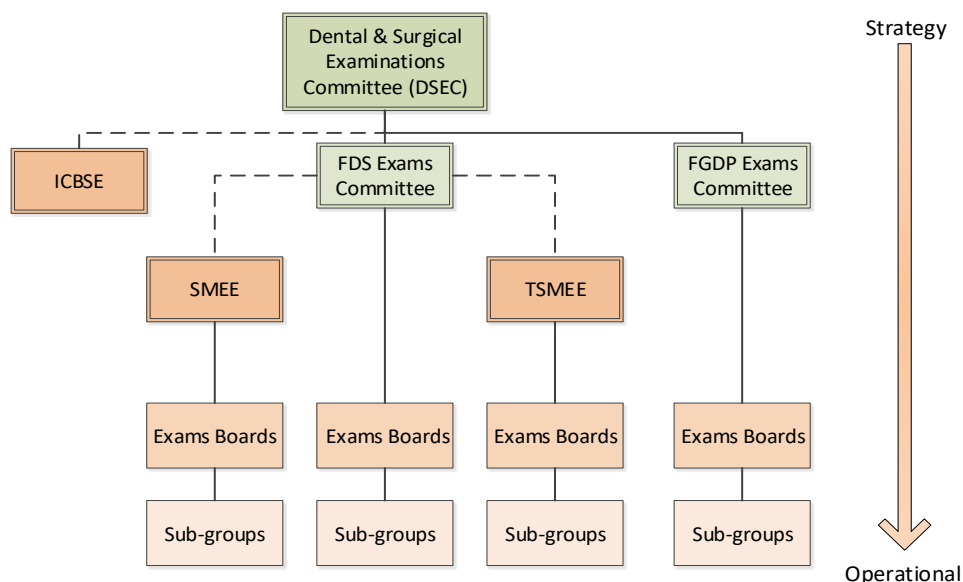 Dental & Surgical
Examinations
Committee (DSEC)
Strategy
ICBSE
FDS Exams
Committee
FGDP Exams
Committee
SMEE
TSMEE
Exams Boards
Exams Boards
Exams Boards
Exams Boards
Sub-groups
Sub-groups
Sub-groups
Sub-groups
Operational